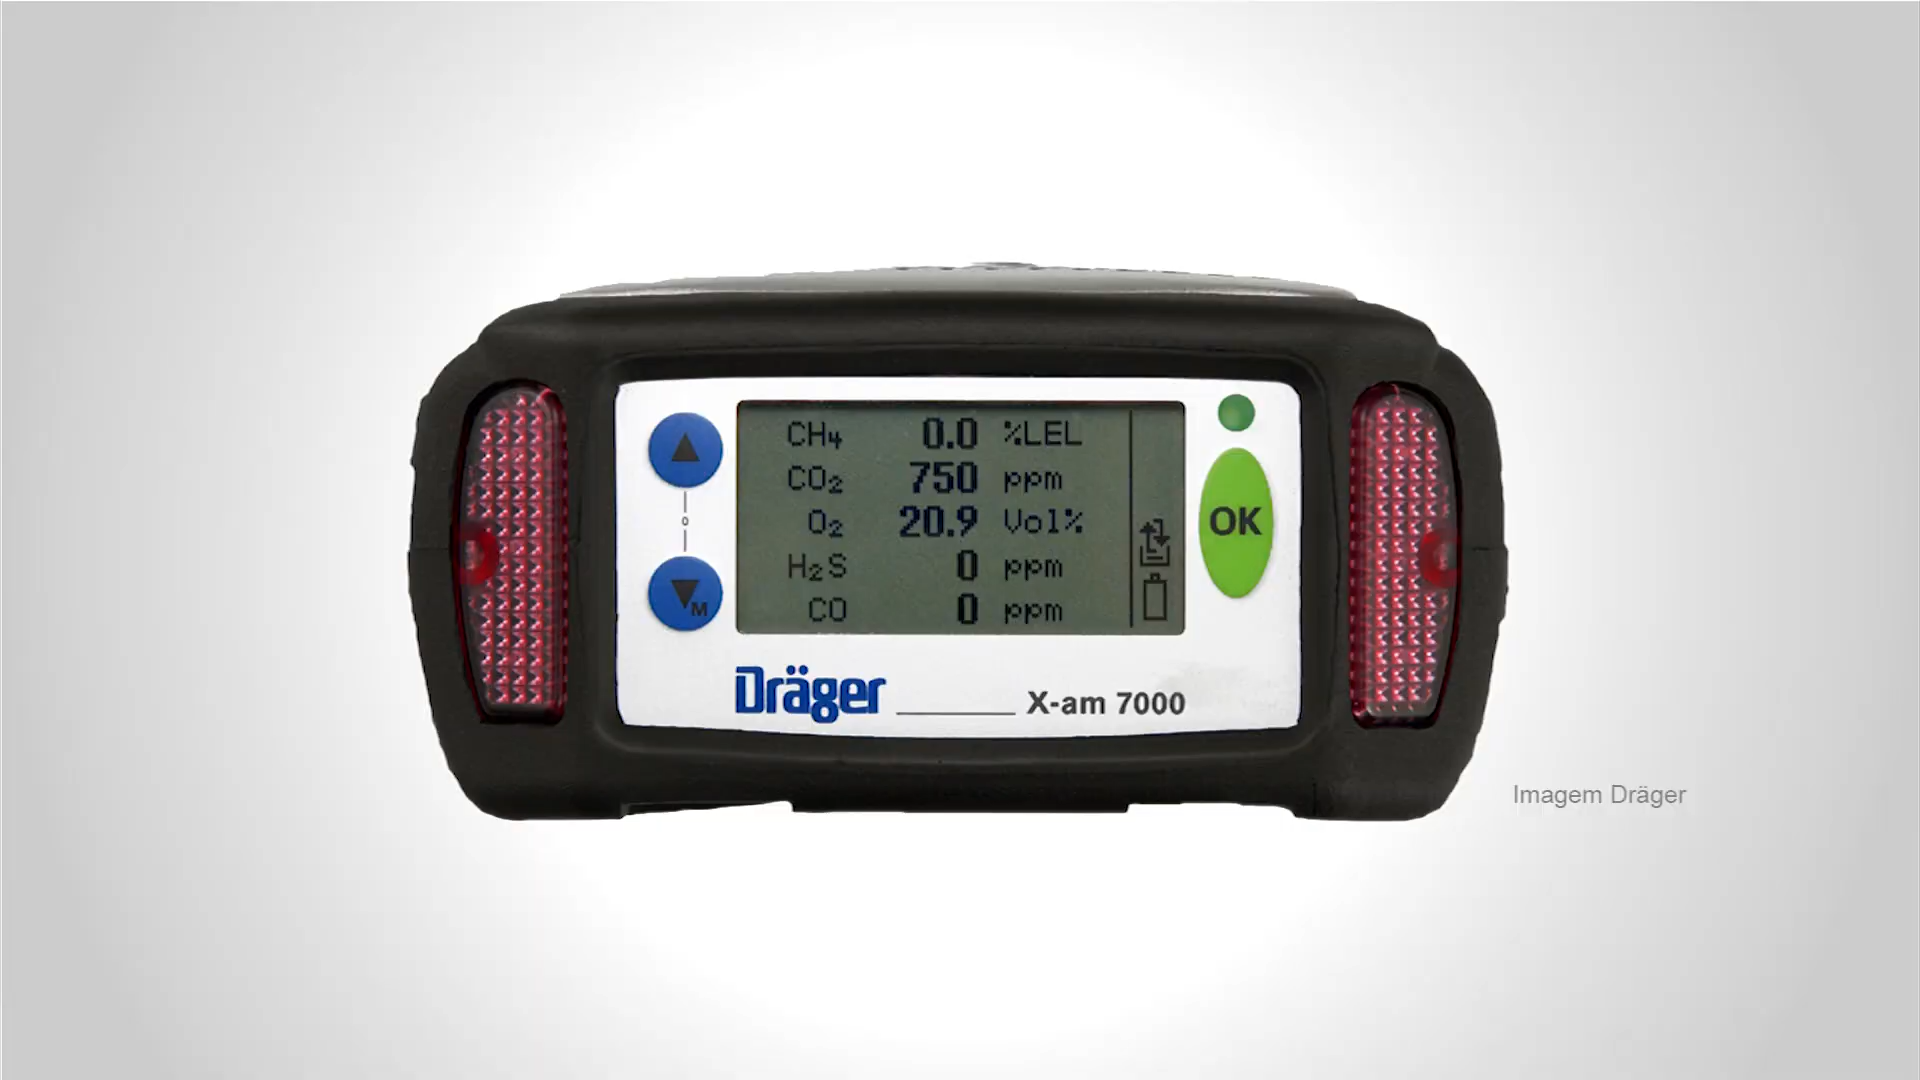 CH₄ 0.0 %LEL
CO₂ 750 ppm
O₂ 20.9 Vol%
H₂S 0 ppm
CO 0 ppm
OK
M
Dräger X-am 7000
Imagem Dräger